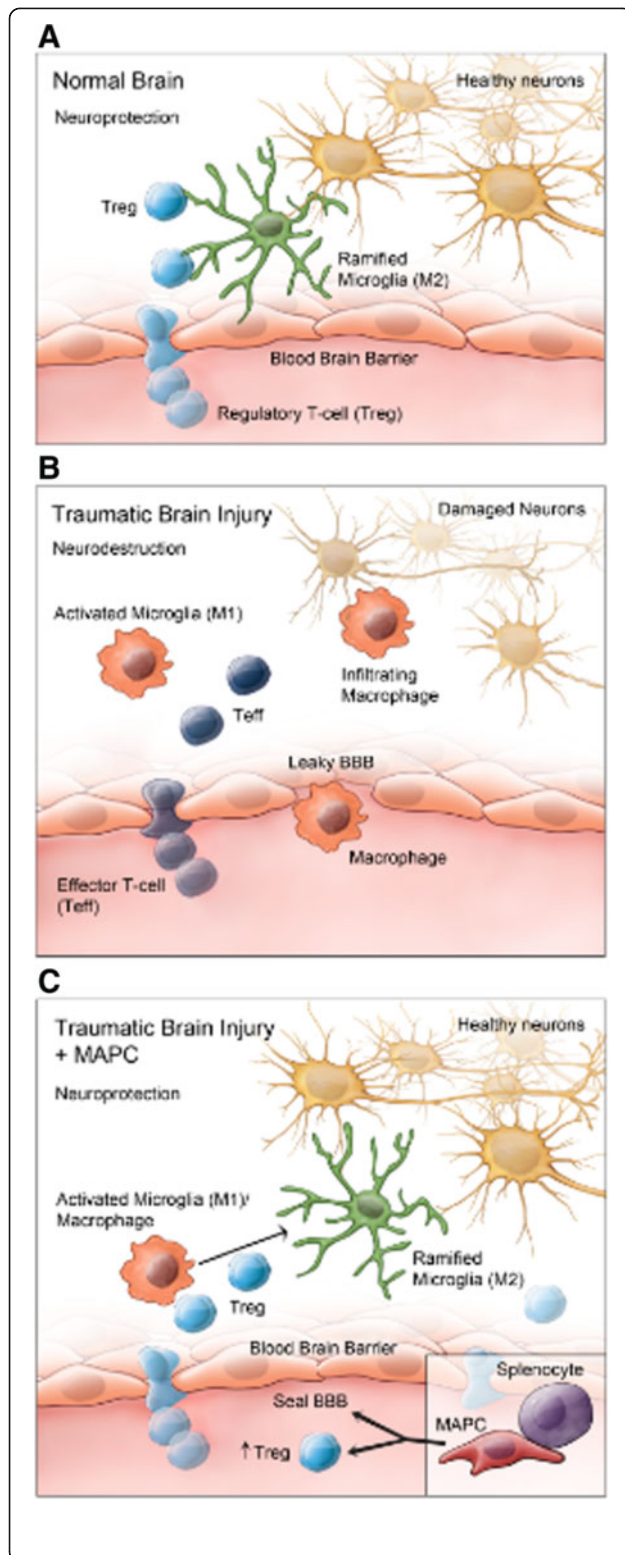 A
Normal Brain
Healthy neurons
Neuroprotection
Treg
Ramified
Microglia (M2)
Blood Brain Barrier
Regulatory T-cell (Treg)
B
Traumatic Brain Injury
Damaged Neurons
Neurodestruction
Activated Microglia (M1)
Infiltrating
Macrophage
Teff
Leaky BBB
Macrophage
Effector T-cell
(Teff)
C
Traumatic Brain Injury
+ MAPC
Healthy neurons
Neuroprotection
Activated Microglia (M1)/
Macrophage
Ramified
Microglia (M2)
Treg
Blood Brain Barrier
Splenocyte
Seal BBB
MAPC
↑Treg